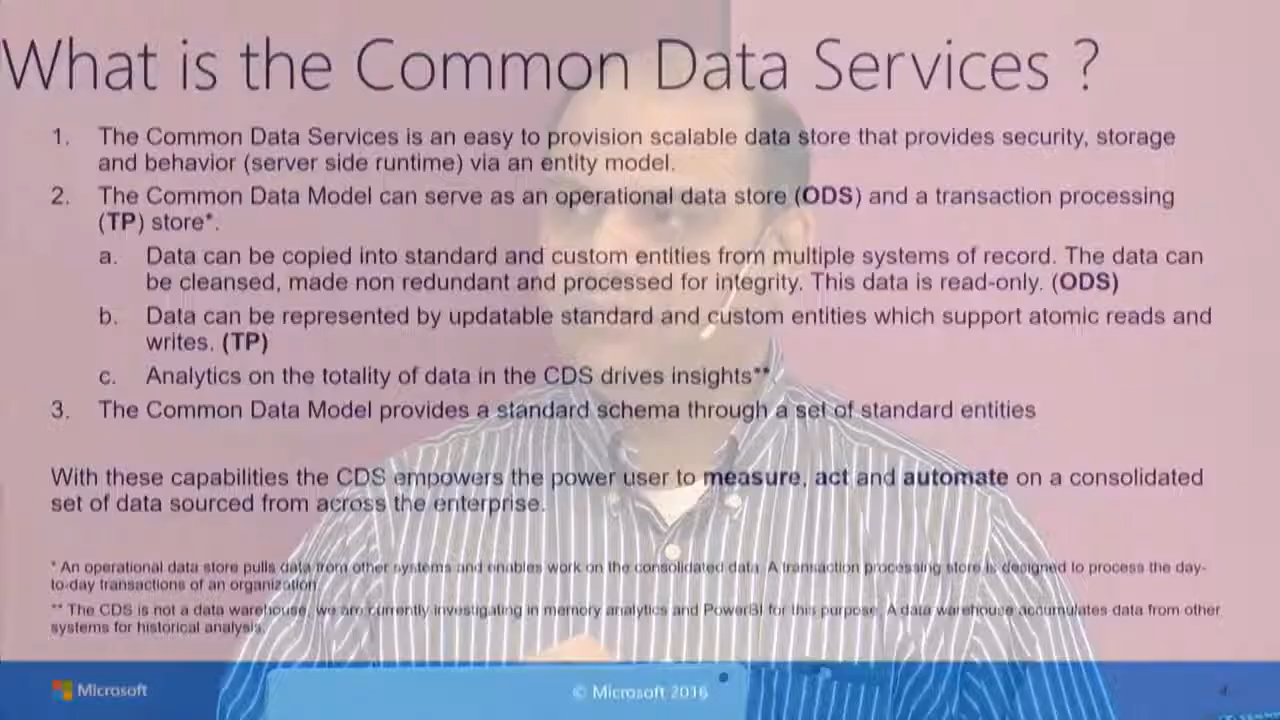 What is the Common Data Services ?
1. The Common Data Services is an easy to provision scalable data store that provides security, storage
and behavior (server side runtime) via an entity model.
2. The Common Data Model can serve as an operational data store (ODS) and a transaction processing
(TP) store*.
a. Data can be copied into standard and custom entities from multiple systems of record. The data can
be cleansed, made non redundant and processed for integrity. This data is read-only. (ODS)
b. Data can be represented by updatable standard and custom entities which support atomic reads and
writes. (TP)
c. Analytics on the totality of data in the CDS drives insights**
3. The Common Data Model provides a standard schema through a set of standard entities
With these capabilities the CDS empowers the power user to measure, act and automate on a consolidated
set of data sourced from across the enterprise.
* An operational data store pulls data from other systems and enables work on the consolidated data. A transaction processing store is designed to process the day-
to-day transactions of an organization
** The CDS is not a data warehouse, we are currently investigating in memory analytics and PowerBI for this purpose. A data warehouse accumulates data from other
systems for historical analysis.
Microsoft
© Microsoft 2016
4